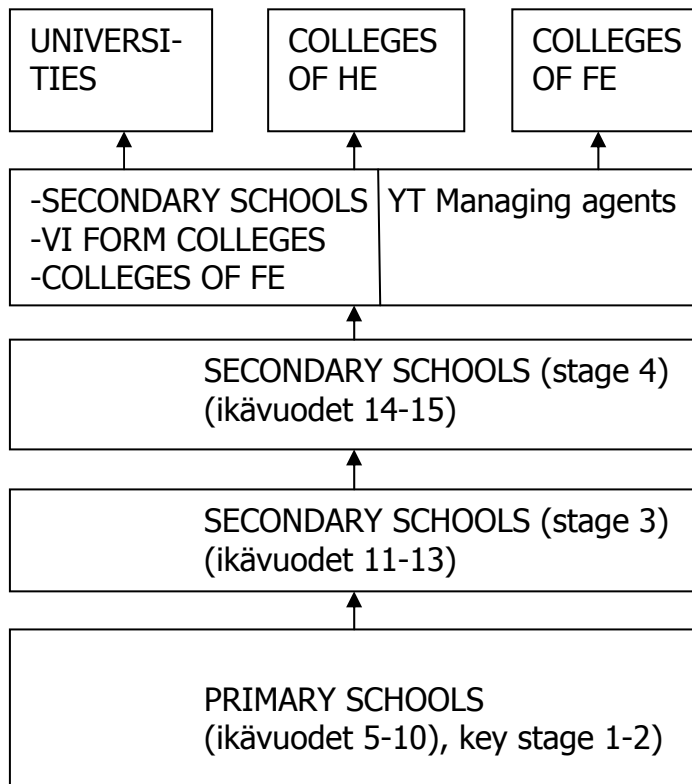 UNIVERSI-
TIES
COLLEGES
OF HE
COLLEGES
OF FE
-SECONDARY SCHOOLS
-VI FORM COLLEGES
-COLLEGES OF FE
YT Managing agents
SECONDARY SCHOOLS (stage 4)
(ikävuodet 14-15)
SECONDARY SCHOOLS (stage 3)
(ikävuodet 11-13)
PRIMARY SCHOOLS
(ikävuodet 5-10), key stage 1-2)